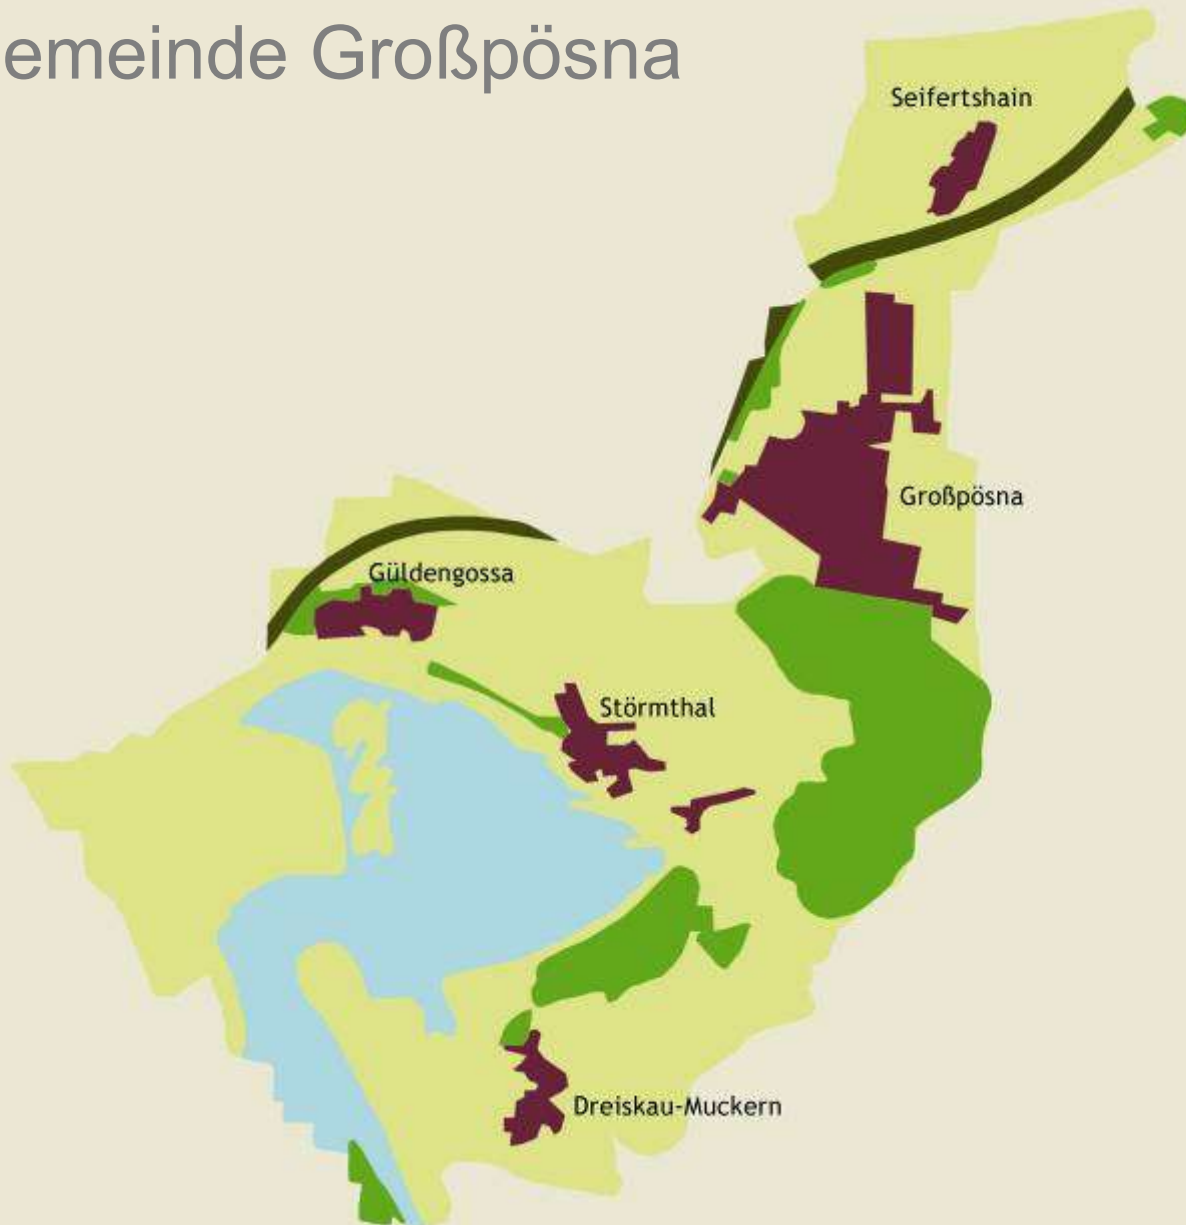 emeinde Großpösna
Seifertshain
Großpösna
Güldengossa
Störmthal
Dreiskau-Muckern